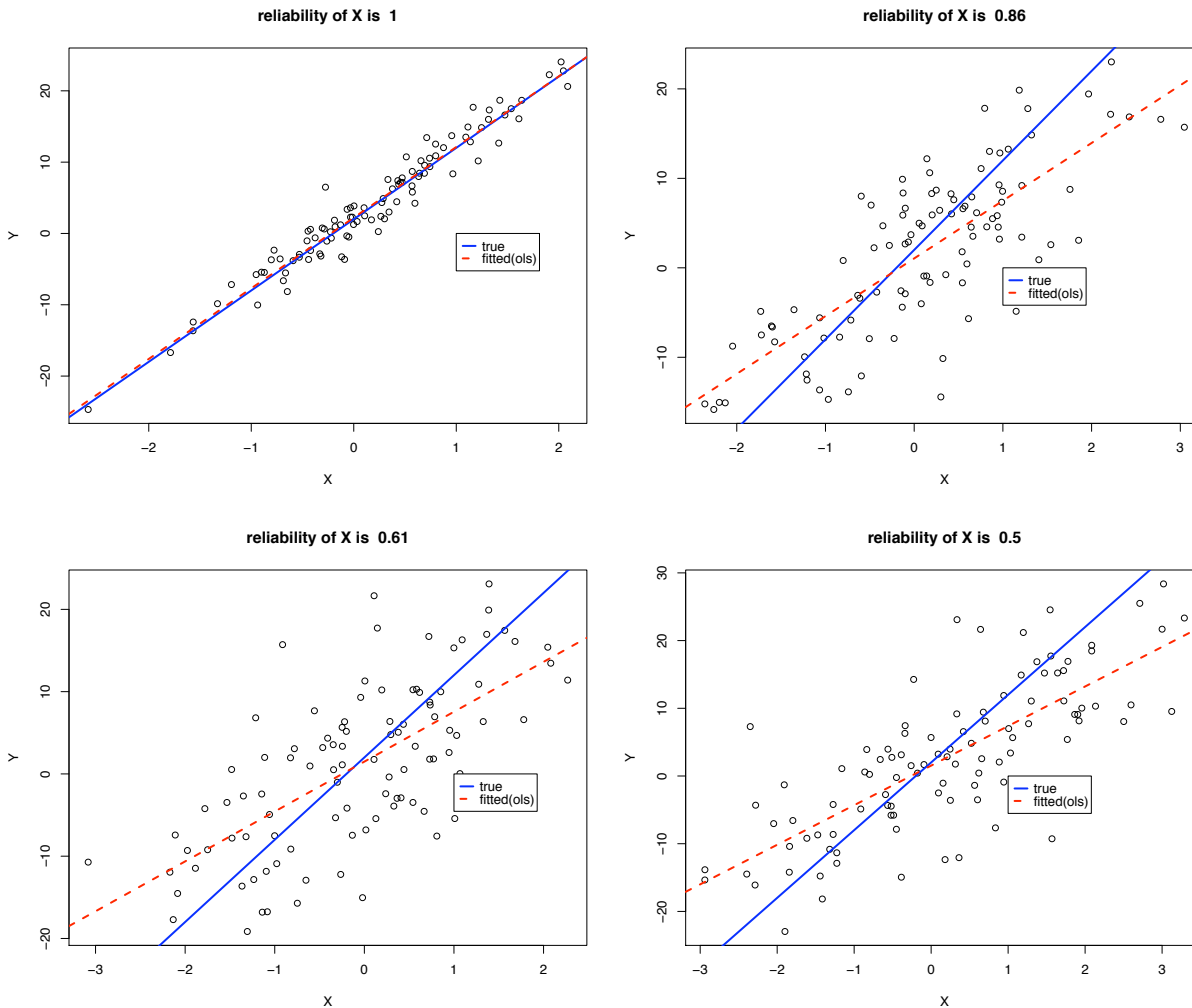 reliability of X is 1
20
10
0
−10
−20
Y
true
fitted(ols)
−2
−1
0
1
2
X
reliability of X is 0.86
20
10
0
−10
Y
true
fitted(ols)
−2
−1
0
1
2
3
X
reliability of X is 0.61
20
10
0
−10
−20
Y
true
fitted(ols)
−3
−2
−1
0
1
2
X
reliability of X is 0.5
30
20
10
0
−10
−20
Y
true
fitted(ols)
−3
−2
−1
0
1
2
3
X